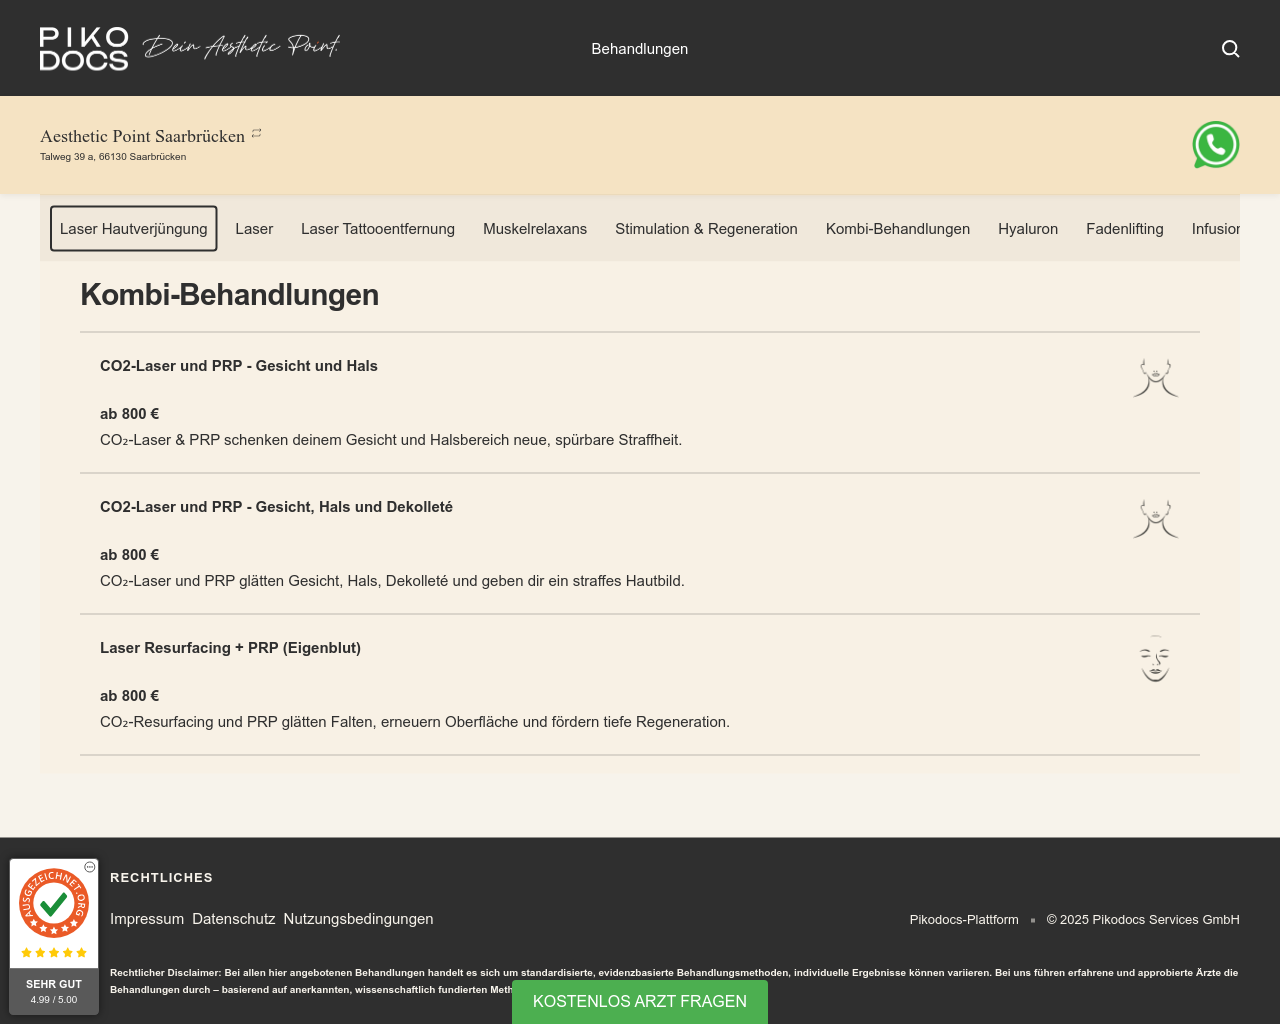 PIKO
DOCS
Dein Aesthetic Point.
Behandlungen
Aesthetic Point Saarbrücken
Talweg 39 a, 66130 Saarbrücken
Laser Hautverjüngung Laser Laser Tattooentfernung Muskelrelaxans Stimulation & Regeneration Kombi-Behandlungen Hyaluron Fadenlifting
Kombi-Behandlungen
CO2-Laser und PRP - Gesicht und Hals
ab 800 €
CO₂-Laser & PRP schenken deinem Gesicht und Halsbereich neue, spürbare Straffheit.
CO2-Laser und PRP - Gesicht, Hals und Dekolleté
ab 800 €
CO₂-Laser und PRP glätten Gesicht, Hals, Dekolleté und geben dir ein straffes Hautbild.
Laser Resurfacing + PRP (Eigenblut)
ab 800 €
CO₂-Resurfacing und PRP glätten Falten, erneuern Oberfläche und fördern tiefe Regeneration.
AUSGEZEICHNET.ORG
SEHR GUT
4.99 / 5.00
RECHTLICHES
Impressum Datenschutz Nutzungsbedingungen
Pikodocs-Plattform © 2025 Pikodocs Services GmbH
Rechtlicher Disclaimer: Bei allen hier angebotenen Behandlungen handelt es sich um standardisierte, evidenzbasierte Behandlungsmethoden, individuelle Ergebnisse können variieren. Bei uns führen erfahrene und approbierte Ärzte die
Behandlungen durch – basierend auf anerkannten, wissenschaftlich fundierten
KOSTENLOS ARZT FRAGEN